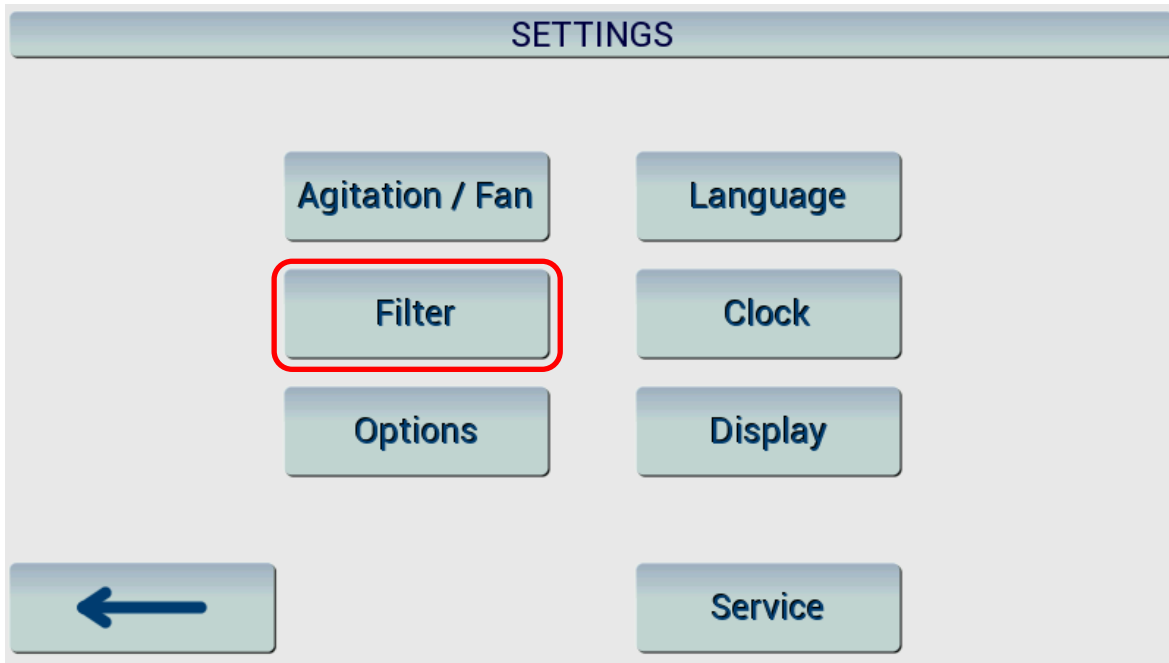 SETTINGS
Agitation / Fan
Language
Filter
Clock
Options
Display
Service